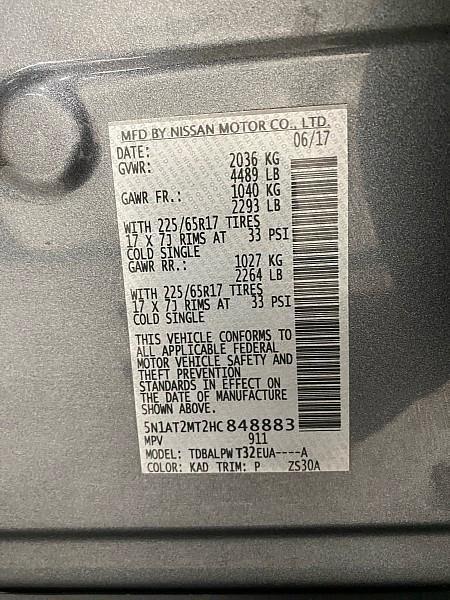 MFD BY NISSAN MOTOR CO., LTD.
DATE: 06/17
GVWR: 2036 KG
4489 LB
GAWR FR.: 1040 KG
2293 LB
WITH 225/65R17 TIRES
17 X 7J RIMS AT 33 PSI
COLD SINGLE
GAWR RR.: 1027 KG
2264 LB
WITH 225/65R17 TIRES
17 X 7J RIMS AT 33 PSI
COLD SINGLE
THIS VEHICLE CONFORMS TO
ALL APPLICABLE FEDERAL
MOTOR VEHICLE SAFETY AND
THEFT PREVENTION
STANDARDS IN EFFECT ON
THE DATE OF MANUFACTURE
SHOWN ABOVE.
5N1AT2MT2HC848883
MPV 911
MODEL: TDBALPW T32EUA----A
COLOR: KAD TRIM: P ZS30A